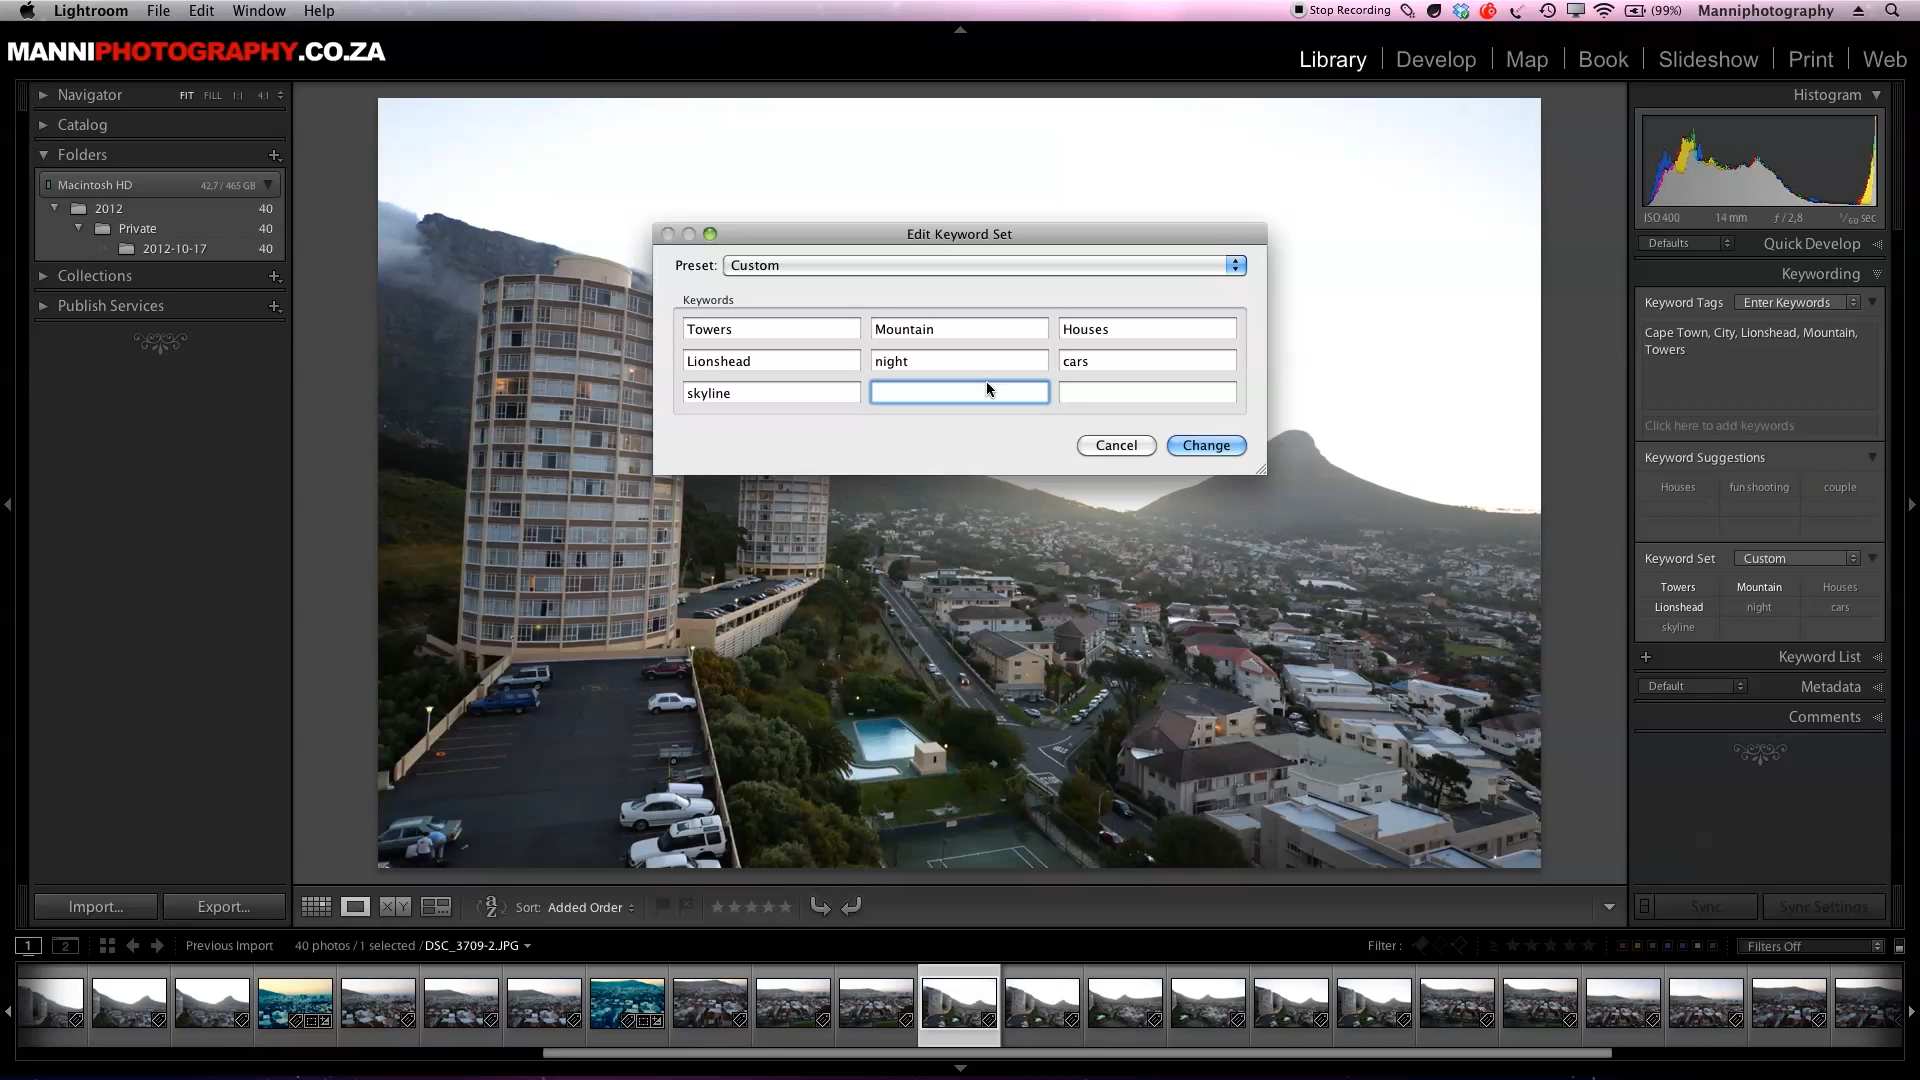 Lightroom File Edit Window Help Stop Recording (99%) Manniphotography
MANNIPHOTOGRAPHY.CO.ZA
Library Develop Map Book Slideshow Print Web
Navigator FIT FILL 1:1 4:1
Catalog
Folders
Macintosh HD 42,7 / 465 GB
2012 40
Private 40
2012-10-17 40
Collections
Publish Services
Import... Export...
Edit Keyword Set
Preset: Custom
Keywords
Towers Mountain Houses
Lionshead night cars
skyline
Cancel Change
Histogram
ISO 400 14 mm ƒ / 2,8 1/60 sec
Defaults Quick Develop
Keywording
Keyword Tags Enter Keywords
Cape Town, City, Lionshead, Mountain,
Towers
Click here to add keywords
Keyword Suggestions
Houses fun shooting couple
Keyword Set Custom
Towers Mountain Houses
Lionshead night cars
skyline
Keyword List
Default Metadata
Comments
Sync Sync Settings
Sort: Added Order
1 2 Previous Import 40 photos / 1 selected / DSC_3709-2.JPG Filter : Filters Off